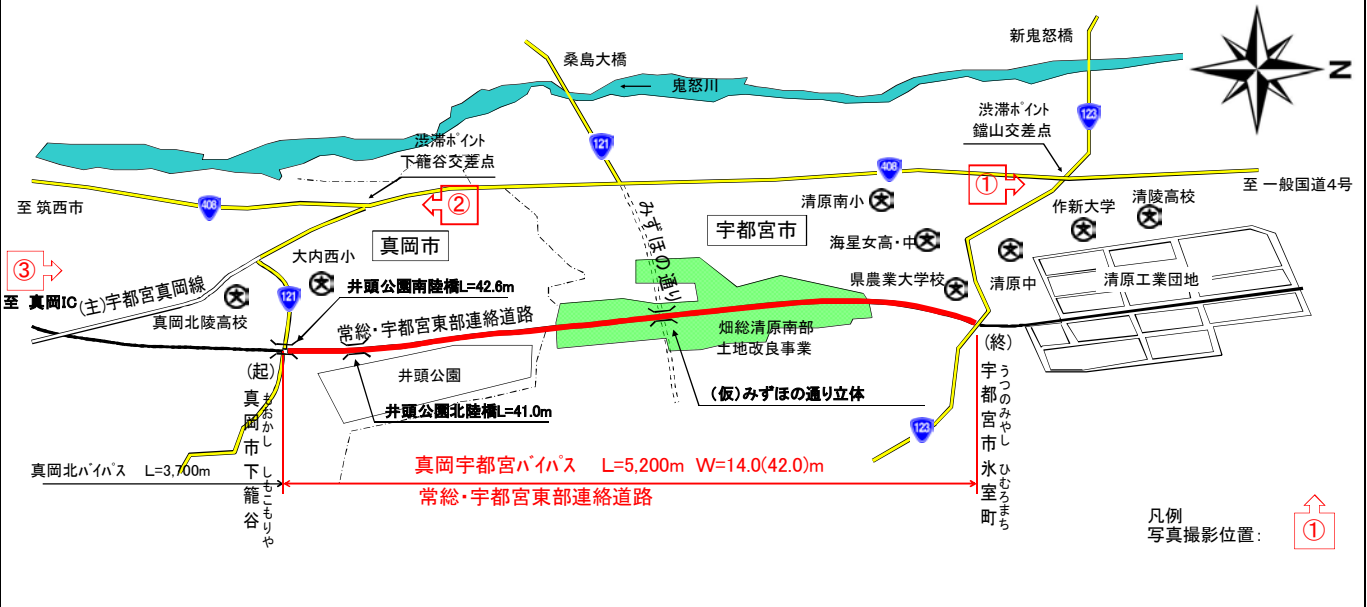 新鬼怒橋
桑島大橋
鬼怒川
N
渋滞ﾎﾟｲﾝﾄ
鐺山交差点
123
渋滞ﾎﾟｲﾝﾄ
下籠谷交差点
121
408
①
至 一般国道4号
至 筑西市
408
②
清原南小
作新大学
清陵高校
真岡市
みずほの通り
宇都宮市
海星女高・中
③
大内西小
県農業大学校
清原中
清原工業団地
至 真岡IC
(主)宇都宮真岡線
121
井頭公園南陸橋L=42.6m
真岡北陵高校
常総・宇都宮東部連絡道路
畑総清原南部
土地改良事業
(起)
井頭公園
(終)
(仮)みずほの通り立体
井頭公園北陸橋L=41.0m
真岡市下籠谷
もおかし しもこもりや
宇都宮市氷室町
うつのみやし ひむろまち
123
真岡北ﾊﾞｲﾊﾟｽ L=3,700m
真岡宇都宮ﾊﾞｲﾊﾟｽ L=5,200m W=14.0(42.0)m
常総・宇都宮東部連絡道路
凡例
写真撮影位置：
①